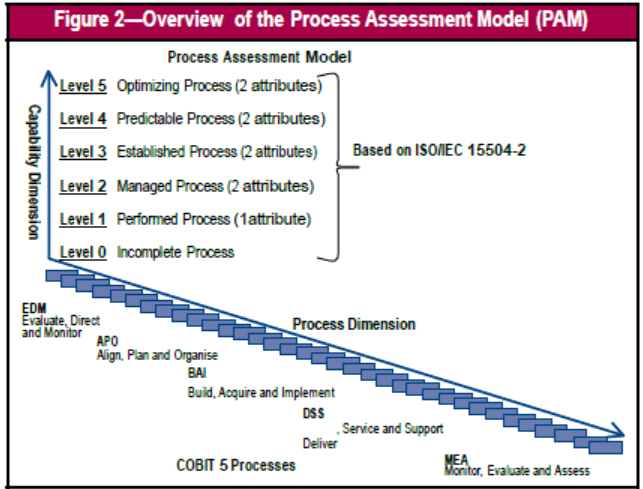 Figure 2—Overview of the Process Assessment Model (PAM)
Process Assessment Model
Capability Dimension
Level 5 Optimizing Process (2 attributes)
Level 4 Predictable Process (2 attributes)
Level 3 Established Process (2 attributes)
Level 2 Managed Process (2 attributes)
Level 1 Performed Process (1attribute)
Level 0 Incomplete Process
Based on ISO/IEC 15504-2
Process Dimension
EDM
Evaluate, Direct
and Monitor
APO
Align, Plan and Organise
BAI
Build, Acquire and Implement
DSS
, Service and Support
Deliver
MEA
Monitor, Evaluate and Assess
COBIT 5 Processes